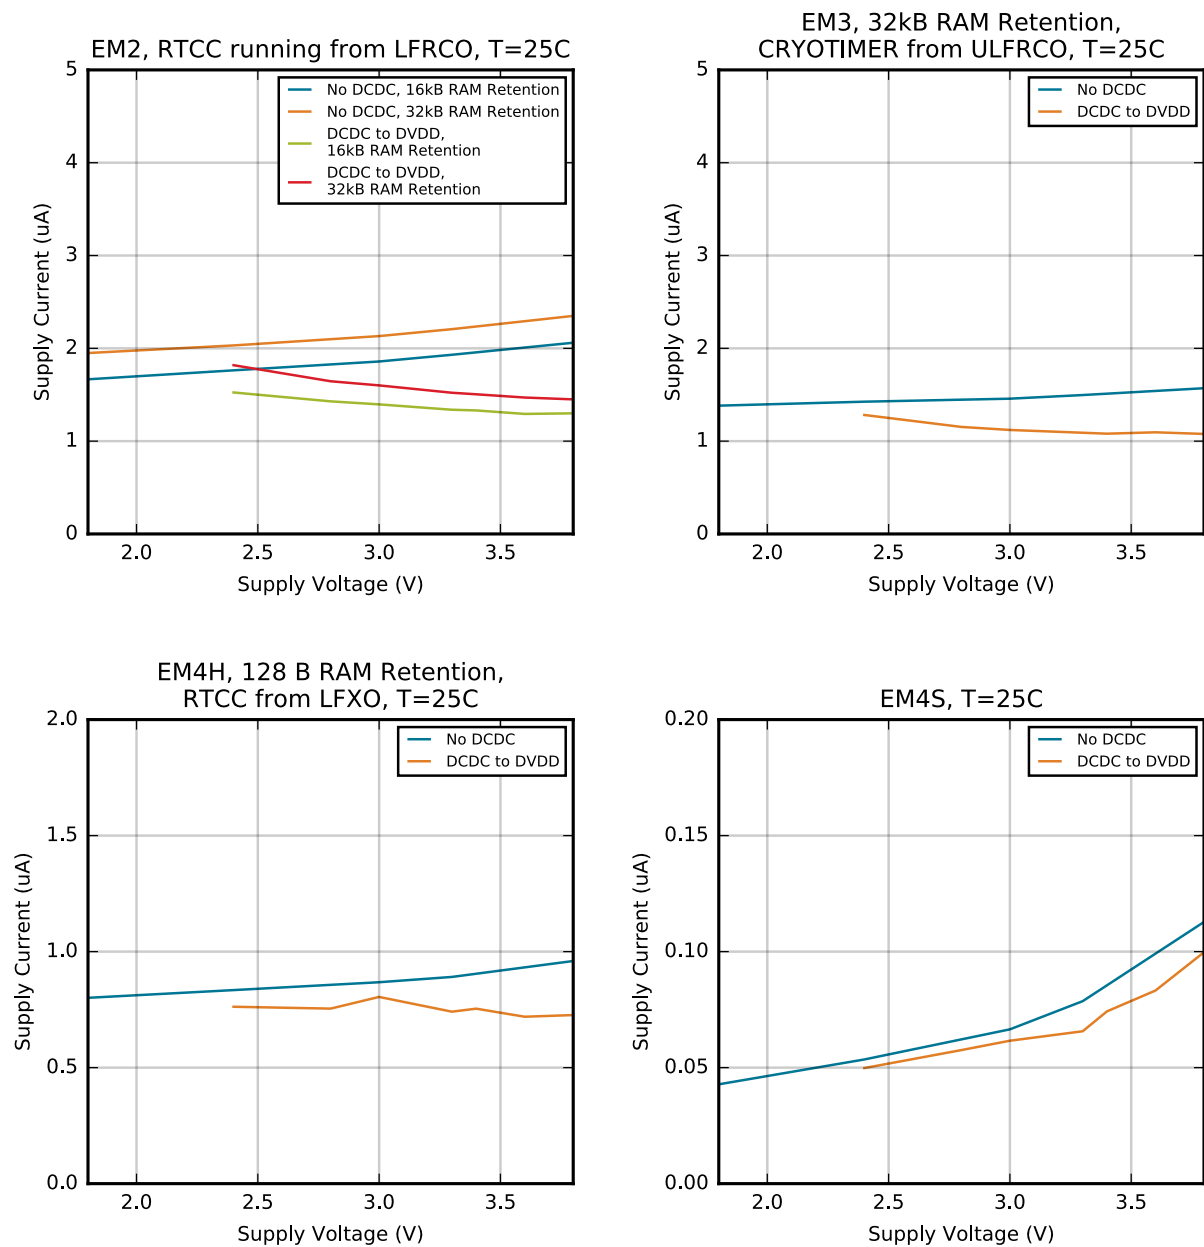 EM2, RTCC running from LFRCO, T=25C
5
4
3
2
1
0
Supply Current (uA)
No DCDC, 16kB RAM Retention
No DCDC, 32kB RAM Retention
DCDC to DVDD,
16kB RAM Retention
DCDC to DVDD,
32kB RAM Retention
2.0 2.5 3.0 3.5
Supply Voltage (V)
EM3, 32kB RAM Retention,
CRYOTIMER from ULFRCO, T=25C
5
4
3
2
1
0
Supply Current (uA)
No DCDC
DCDC to DVDD
2.0 2.5 3.0 3.5
Supply Voltage (V)
EM4H, 128 B RAM Retention,
RTCC from LFXO, T=25C
2.0
1.5
1.0
0.5
0.0
Supply Current (uA)
No DCDC
DCDC to DVDD
2.0 2.5 3.0 3.5
Supply Voltage (V)
EM4S, T=25C
0.20
0.15
0.10
0.05
0.00
Supply Current (uA)
No DCDC
DCDC to DVDD
2.0 2.5 3.0 3.5
Supply Voltage (V)